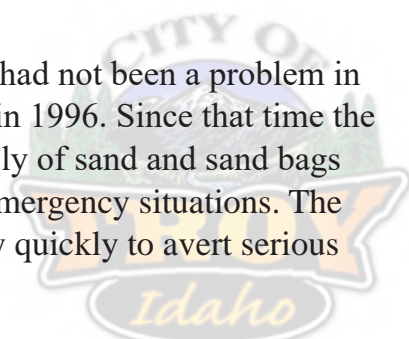 CITY OF
had not been a problem in
in 1996. Since that time the
ly of sand and sand bags
mergency situations. The
quickly to avert serious
TROY
Idaho